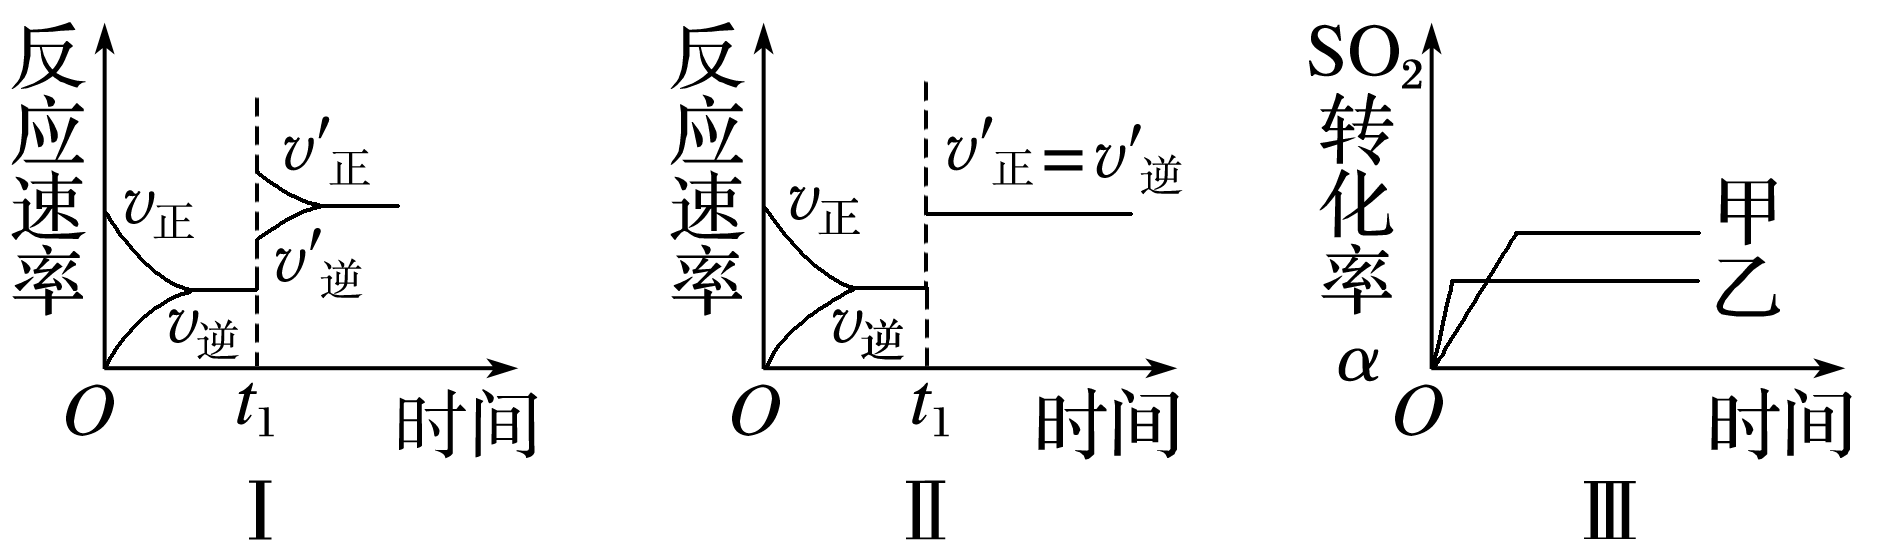 反应速率
v正
v逆
v′正
v′逆
O
t1
时间
Ⅰ
反应速率
v正
v逆
v′正=v′逆
O
t1
时间
Ⅱ
SO2转化率α
甲
乙
O
时间
Ⅲ